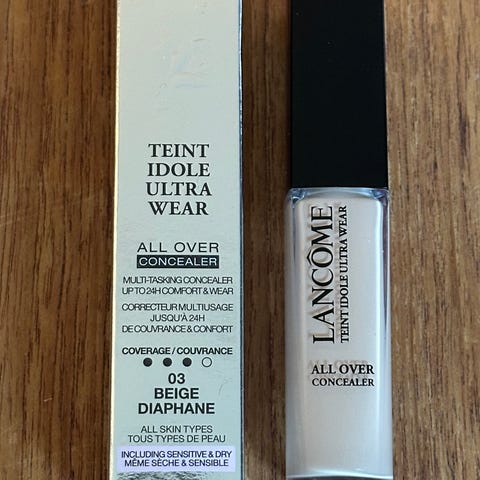 TEINT
IDOLE
ULTRA
WEAR
ALL OVER
CONCEALER
MULTI-TASKING CONCEALER
UP TO 24H COMFORT & WEAR
CORRECTEUR MULTIUSAGE
JUSQU'À 24H
DE COUVRANCE & CONFORT
COVERAGE / COUVRANCE
03
BEIGE
DIAPHANE
ALL SKIN TYPES
TOUS TYPES DE PEAU
INCLUDING SENSITIVE & DRY
MÊME SÈCHE & SENSIBLE
LANCÔME
TEINT IDOLE ULTRA WEAR
ALL OVER
CONCEALER